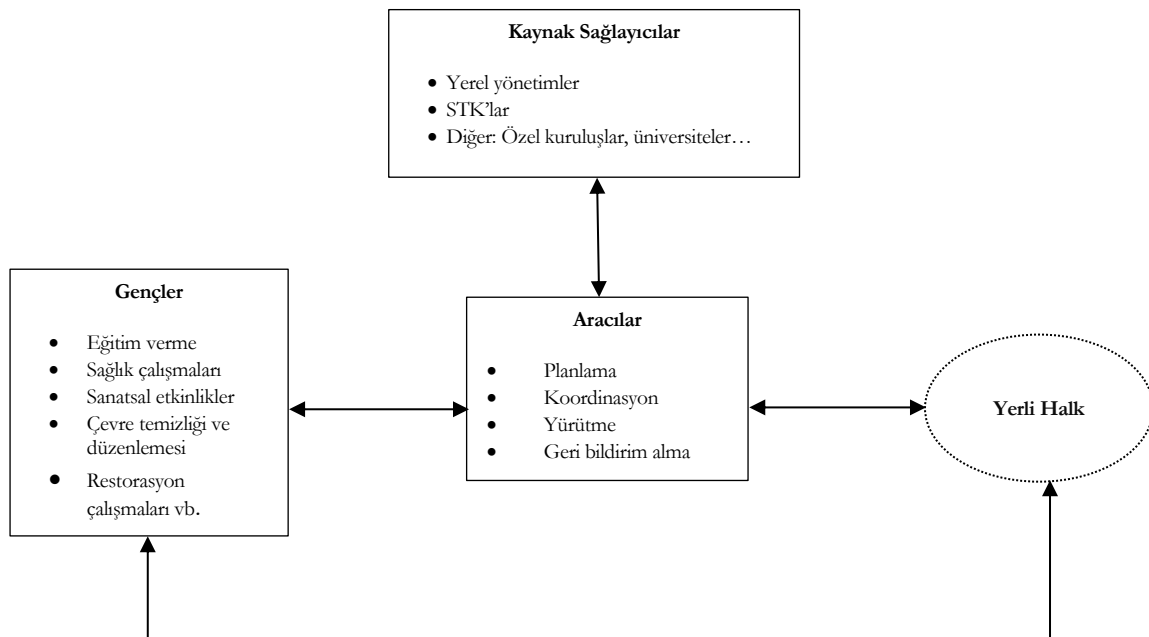 Kaynak Sağlayıcılar
• Yerel yönetimler
• STK’lar
• Diğer: Özel kuruluşlar, üniversiteler…
Gençler
• Eğitim verme
• Sağlık çalışmaları
• Sanatsal etkinlikler
• Çevre temizliği ve
düzenlemesi
• Restorasyon
çalışmaları vb.
Aracılar
• Planlama
• Koordinasyon
• Yürütme
• Geri bildirim alma
Yerli Halk